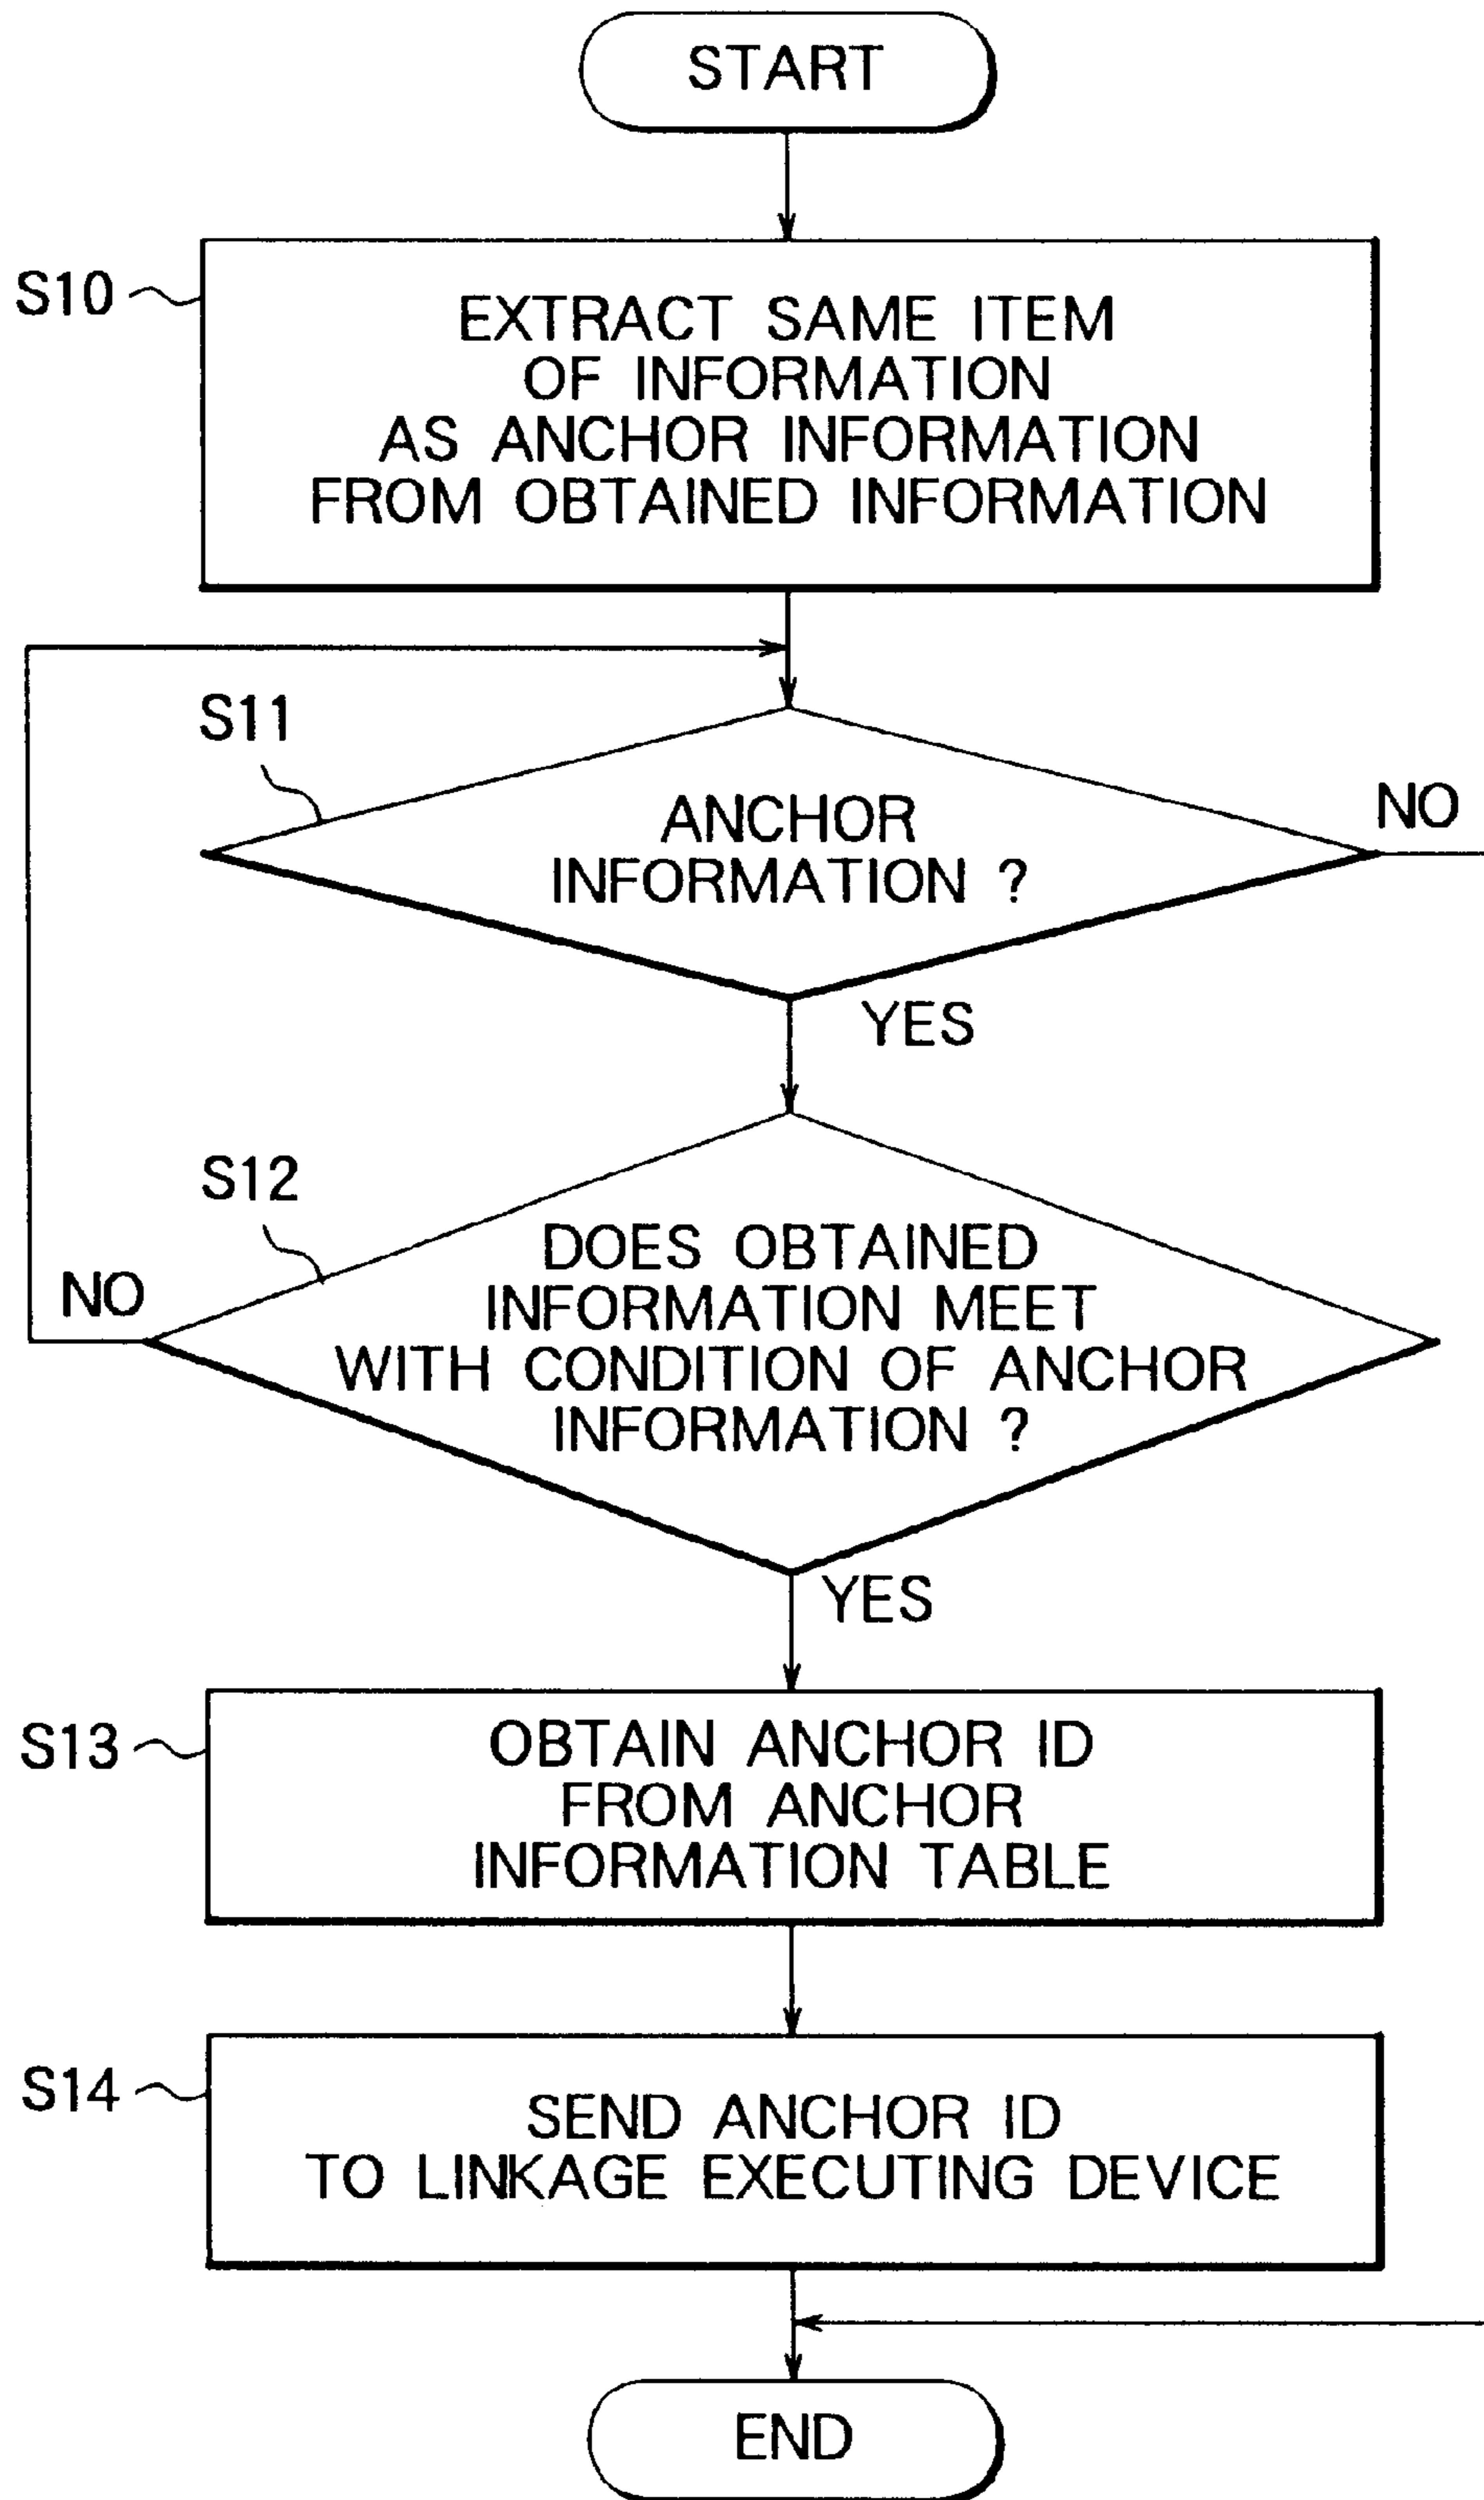 START
S10
EXTRACT SAME ITEM
OF INFORMATION
AS ANCHOR INFORMATION
FROM OBTAINED INFORMATION
S11
ANCHOR
INFORMATION ?
NO
YES
S12
DOES OBTAINED
INFORMATION MEET
WITH CONDITION OF ANCHOR
INFORMATION ?
NO
YES
S13
OBTAIN ANCHOR ID
FROM ANCHOR
INFORMATION TABLE
S14
SEND ANCHOR ID
TO LINKAGE EXECUTING DEVICE
END